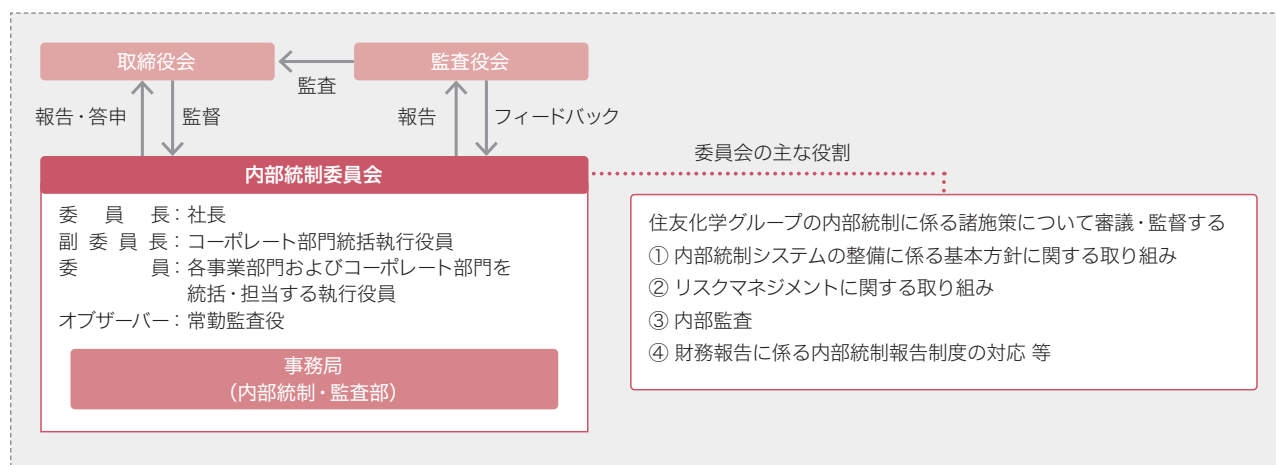 取締役会
監査役会
監査
報告・答申
監督
報告
フィードバック
委員会の主な役割
内部統制委員会
委員長：社長
副委員長：コーポレート部門統括執行役員
委員：各事業部門およびコーポレート部門を
統括・担当する執行役員
オブザーバー：常勤監査役
事務局
（内部統制・監査部）
住友化学グループの内部統制に係る諸施策について審議・監督する
① 内部統制システムの整備に係る基本方針に関する取り組み
② リスクマネジメントに関する取り組み
③ 内部監査
④ 財務報告に係る内部統制報告制度の対応 等